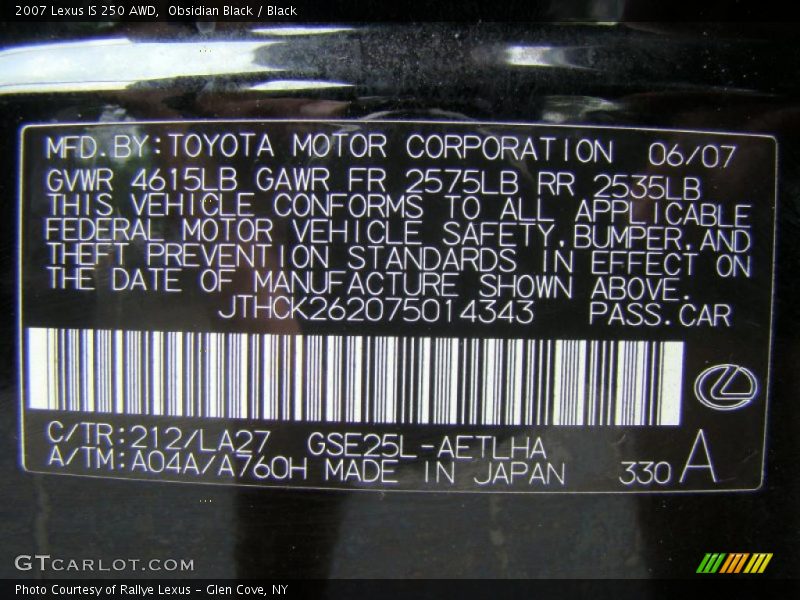 2007 Lexus IS 250 AWD, Obsidian Black / Black
MFD.BY:TOYOTA MOTOR CORPORATION 06/07
GVWR 4615LB GAWR FR 2575LB RR 2535LB
THIS VEHICLE CONFORMS TO ALL APPLICABLE
FEDERAL MOTOR VEHICLE SAFETY,BUMPER,AND
THEFT PREVENTION STANDARDS IN EFFECT ON
THE DATE OF MANUFACTURE SHOWN ABOVE.
JTHCK262075014343 PASS.CAR
C/TR:212/LA27 GSE25L-AETLHA
A/TM:A04A/A760H MADE IN JAPAN 330 A
GTCARLOT.COM
Photo Courtesy of Rallye Lexus - Glen Cove, NY